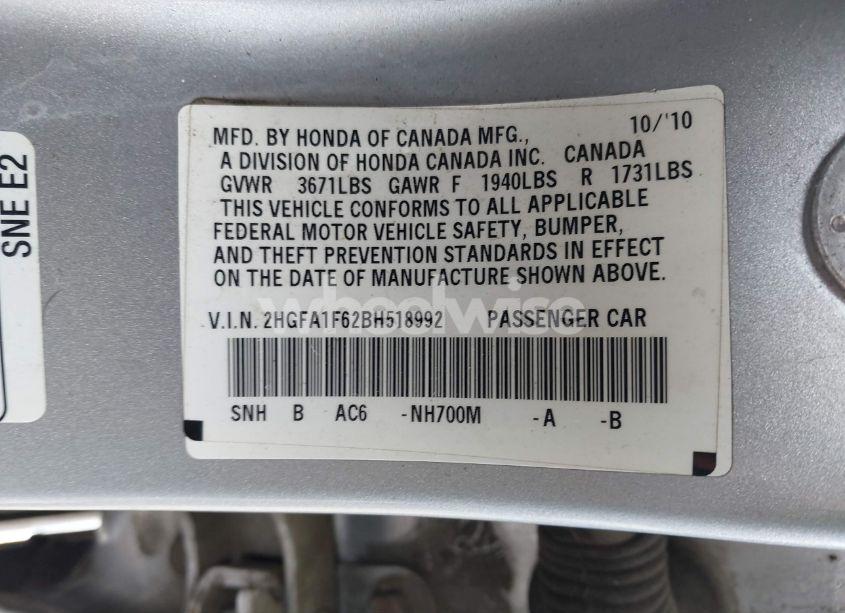 SNE E2
MFD. BY HONDA OF CANADA MFG., 10/'10
A DIVISION OF HONDA CANADA INC. CANADA
GVWR 3671LBS GAWR F 1940LBS R 1731LBS
THIS VEHICLE CONFORMS TO ALL APPLICABLE
FEDERAL MOTOR VEHICLE SAFETY, BUMPER,
AND THEFT PREVENTION STANDARDS IN EFFECT
ON THE DATE OF MANUFACTURE SHOWN ABOVE.
wheelwise
V.I.N. 2HGFA1F62BH518992 PASSENGER CAR
SNH B AC6 -NH700M -A -B